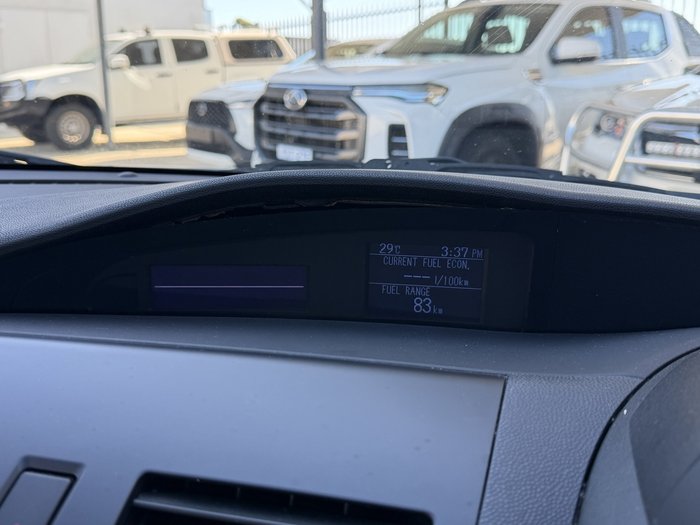 29℃ 3:37 PM
CURRENT FUEL ECON.
--- l/100km
FUEL RANGE
83km